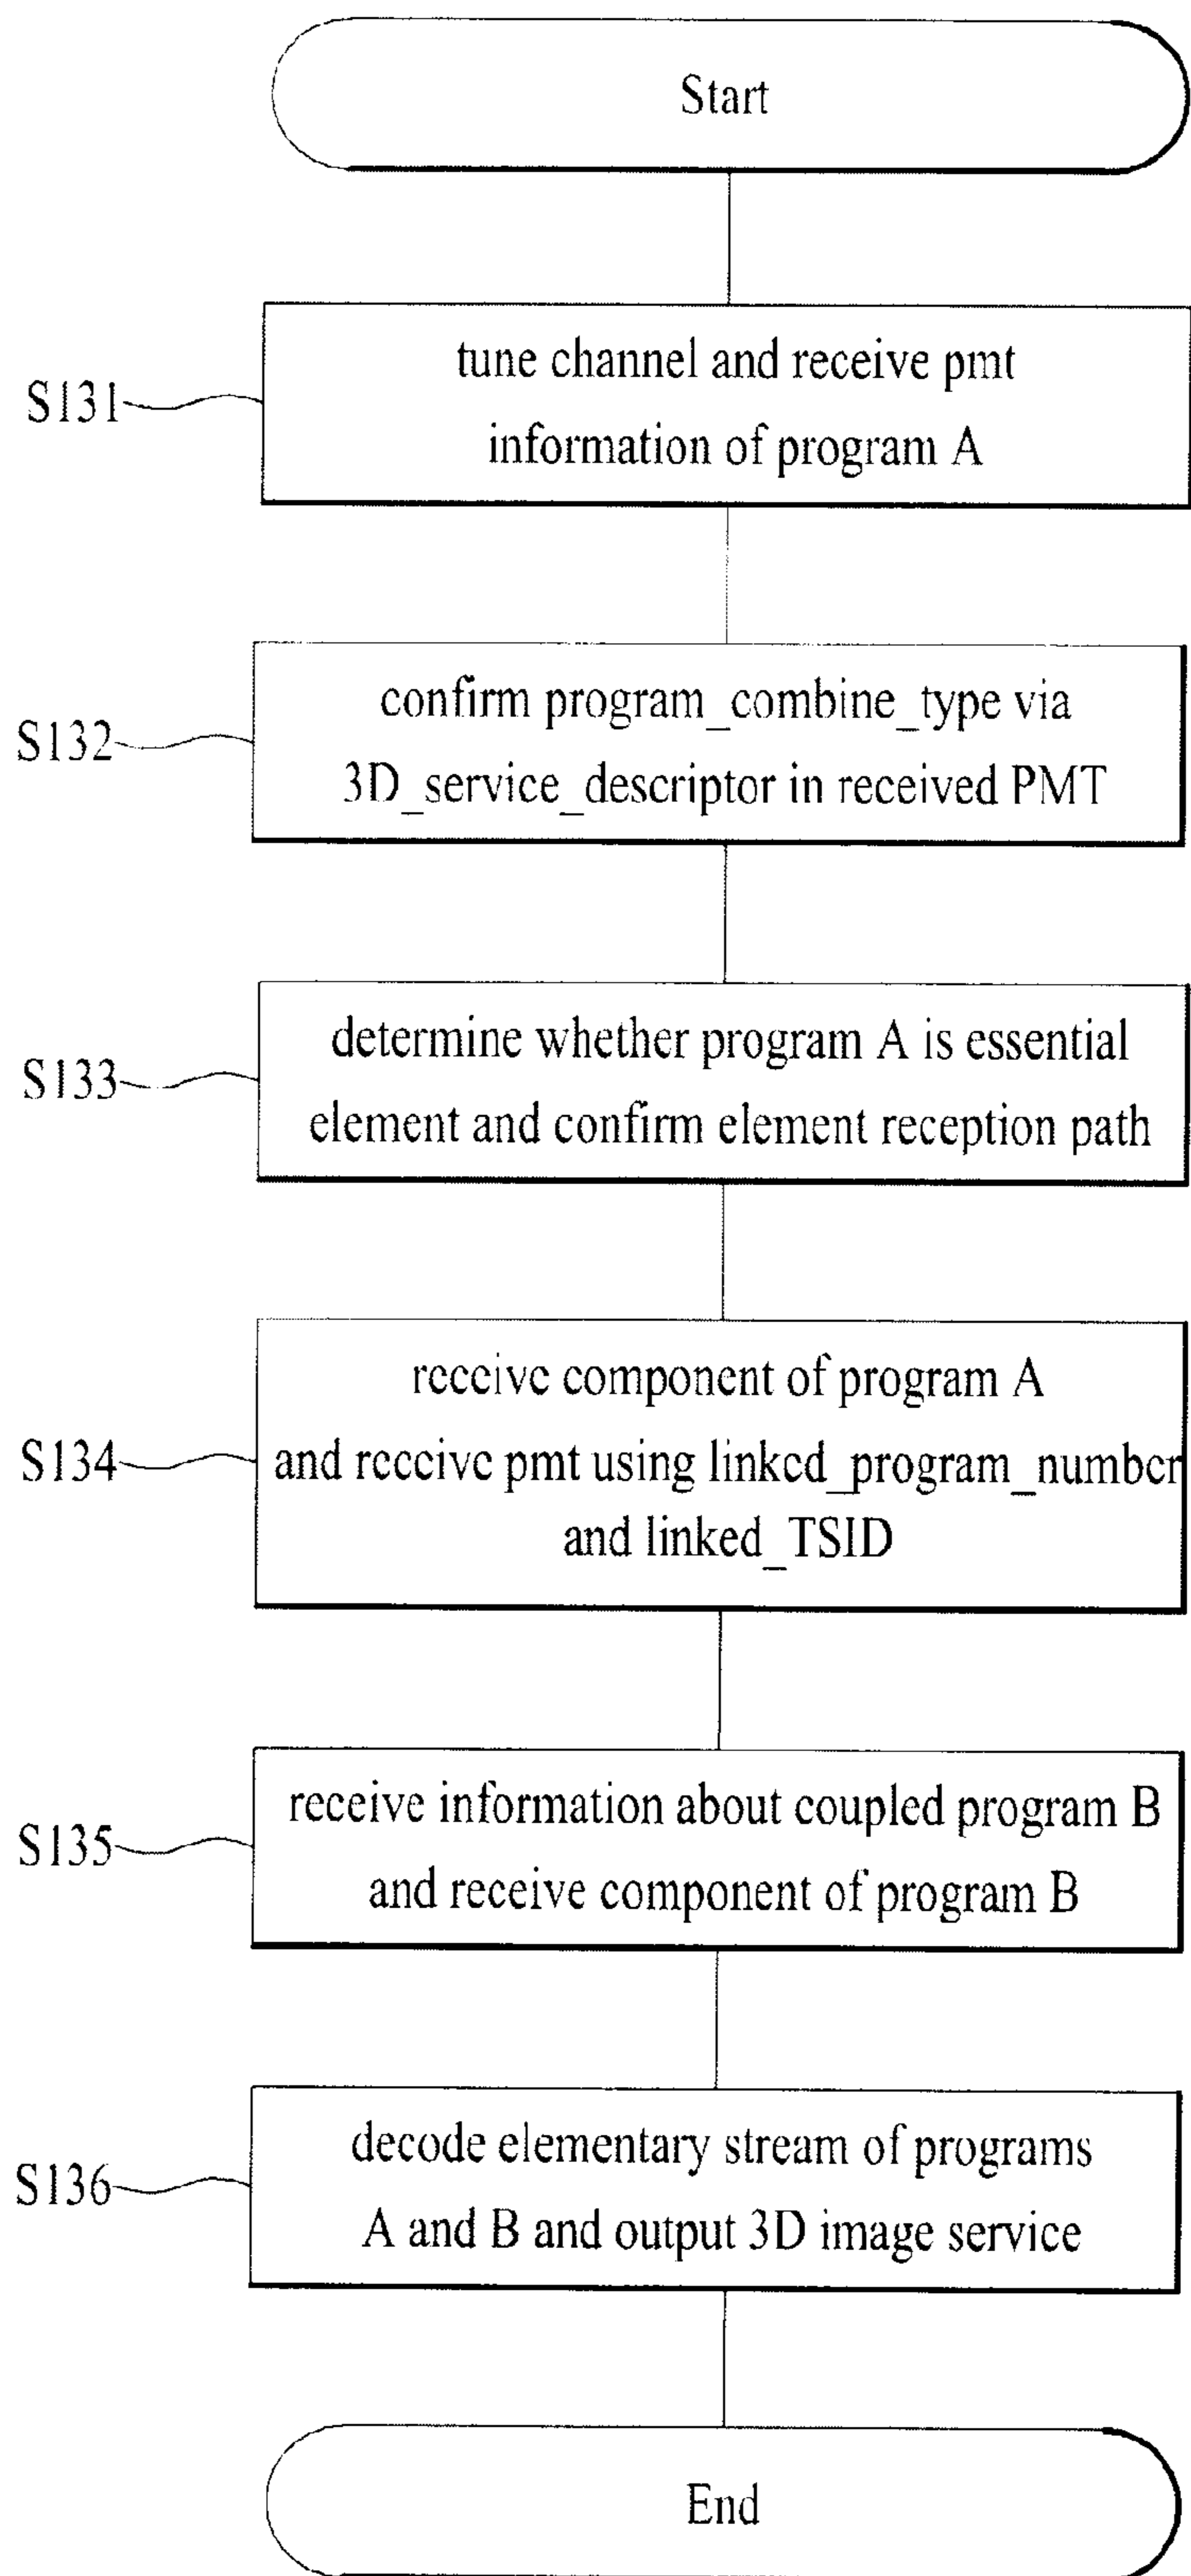 Start
S131
tune channel and receive pmt
information of program A
S132
confirm program_combine_type via
3D_service_descriptor in received PMT
S133
determine whether program A is essential
element and confirm element reception path
S134
receive component of program A
and receive pmt using linked_program_number
and linked_TSID
S135
receive information about coupled program B
and receive component of program B
S136
decode elementary stream of programs
A and B and output 3D image service
End